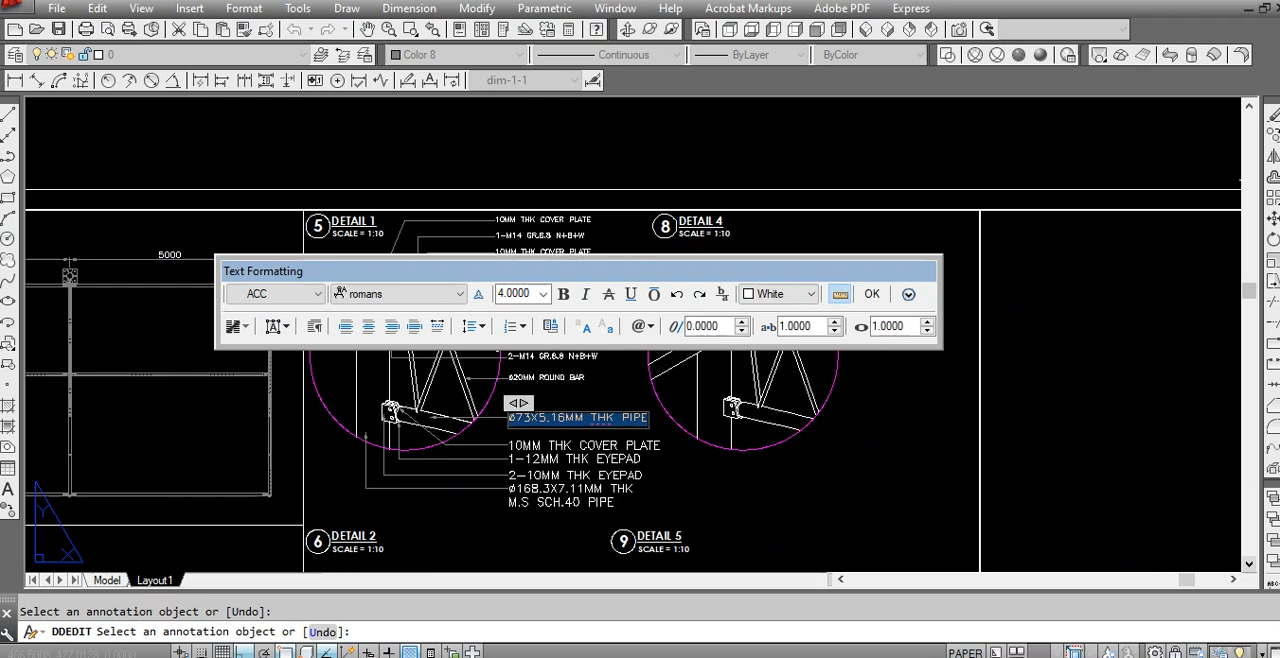 File Edit View Insert Format Tools Draw Dimension Modify Parametric Window Help Acrobat Markups Adobe PDF Express
0 Color 8 Continuous ByLayer ByColor
dim-1-1
5 DETAIL 1
SCALE = 1:10
10MM THK COVER PLATE
1-M14 GR.8.8 N+B+W
10MM THK COVER PLATE
8 DETAIL 4
SCALE = 1:10
5000
Text Formatting
ACC romans 4.0000 B I A U O White OK
@ 0/ 0.0000 a•b 1.0000 1.0000
2-M14 GR.8.8 N+B+W
ø20MM ROUND BAR
ø73X5.16MM THK PIPE
10MM THK COVER PLATE
1-12MM THK EYEPAD
2-10MM THK EYEPAD
ø168.3X7.11MM THK
M.S SCH.40 PIPE
Y
X
6 DETAIL 2
SCALE = 1:10
9 DETAIL 5
SCALE = 1:10
Model Layout1
Select an annotation object or [Undo]:
DDEDIT Select an annotation object or [Undo]:
PAPER